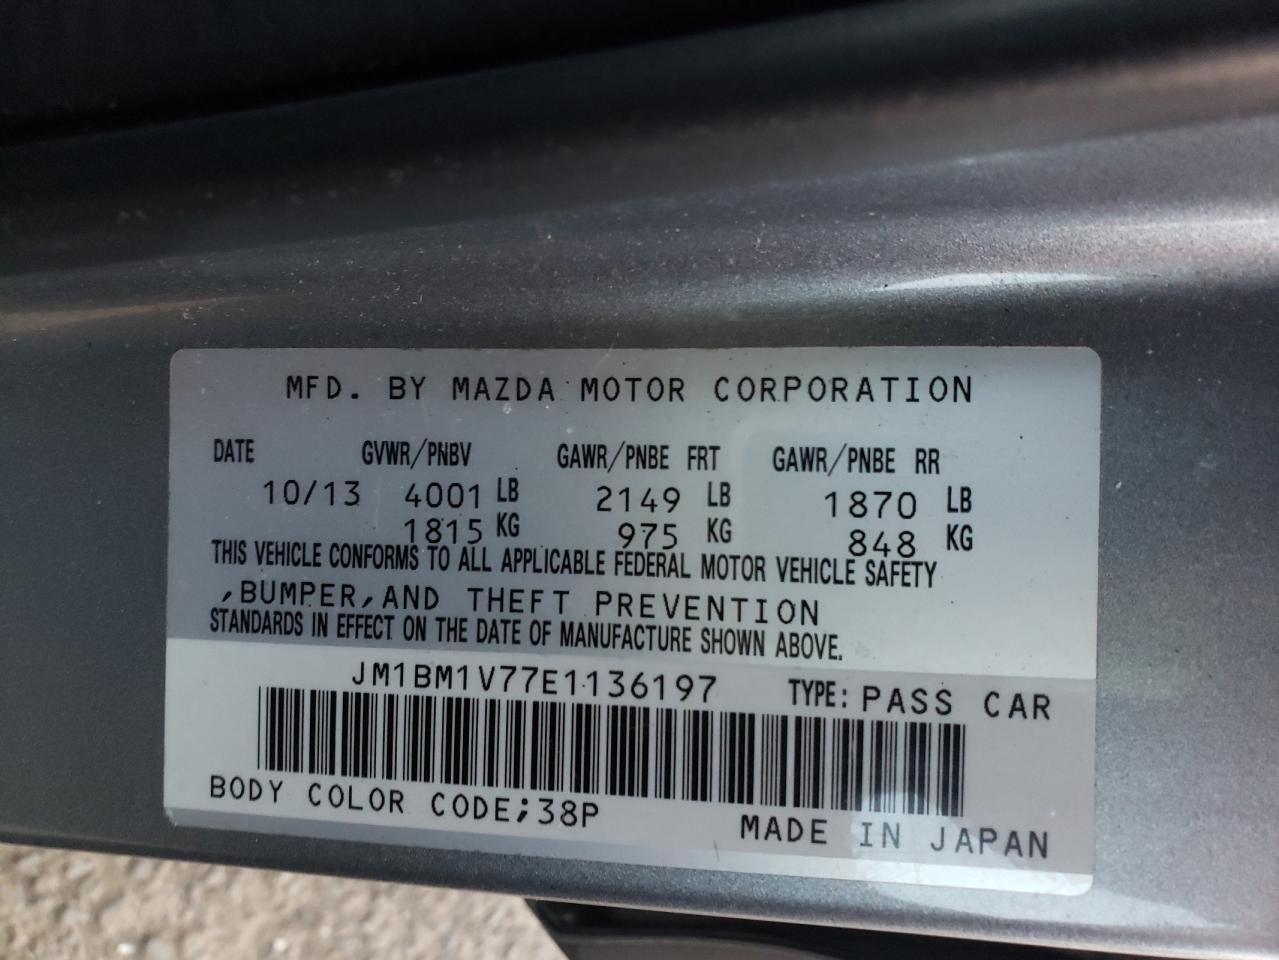 MFD. BY MAZDA MOTOR CORPORATION
DATE GVWR/PNBV GAWR/PNBE FRT GAWR/PNBE RR
10/13 4001 LB 2149 LB 1870 LB
1815 KG 975 KG 848 KG
THIS VEHICLE CONFORMS TO ALL APPLICABLE FEDERAL MOTOR VEHICLE SAFETY
,BUMPER,AND THEFT PREVENTION
STANDARDS IN EFFECT ON THE DATE OF MANUFACTURE SHOWN ABOVE.
JM1BM1V77E1136197 TYPE: PASS CAR
BODY COLOR CODE;38P
MADE IN JAPAN